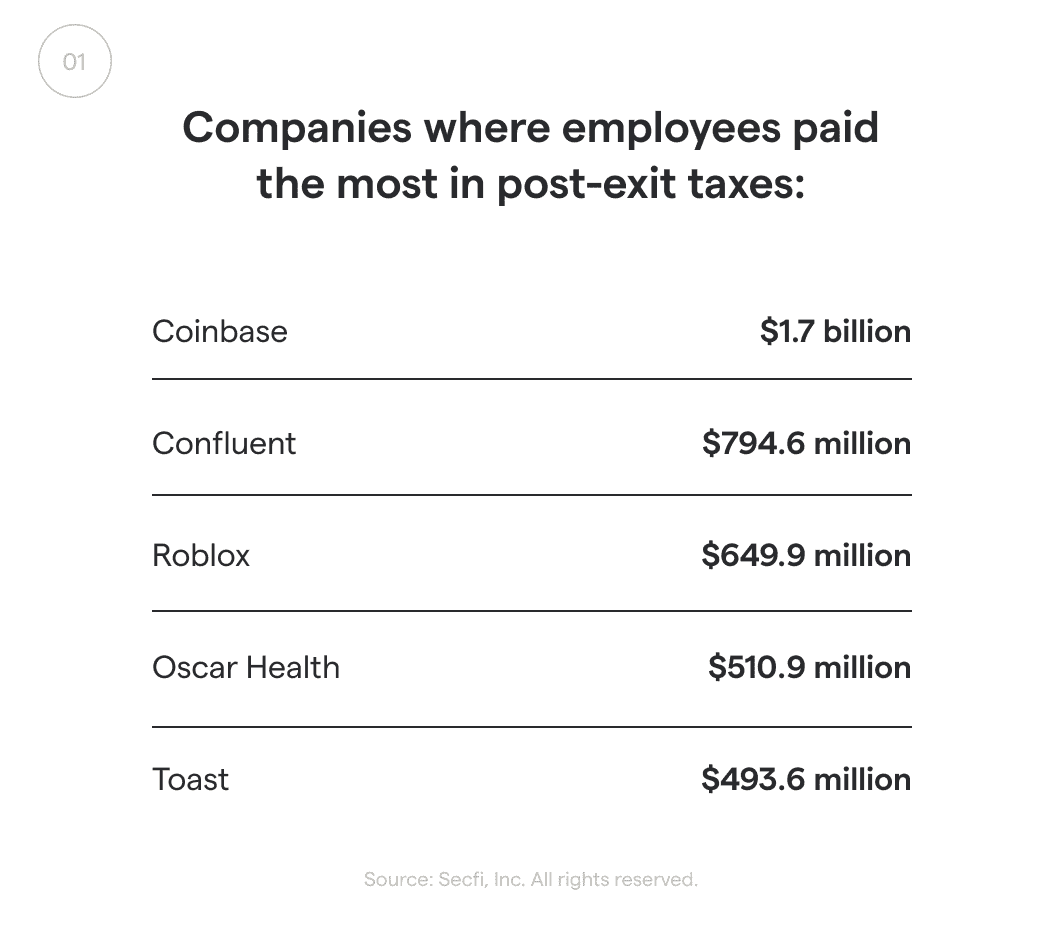 01
Companies where employees paid
the most in post-exit taxes:
Coinbase $1.7 billion
Confluent $794.6 million
Roblox $649.9 million
Oscar Health $510.9 million
Toast $493.6 million
Source: Secfi, Inc. All rights reserved.